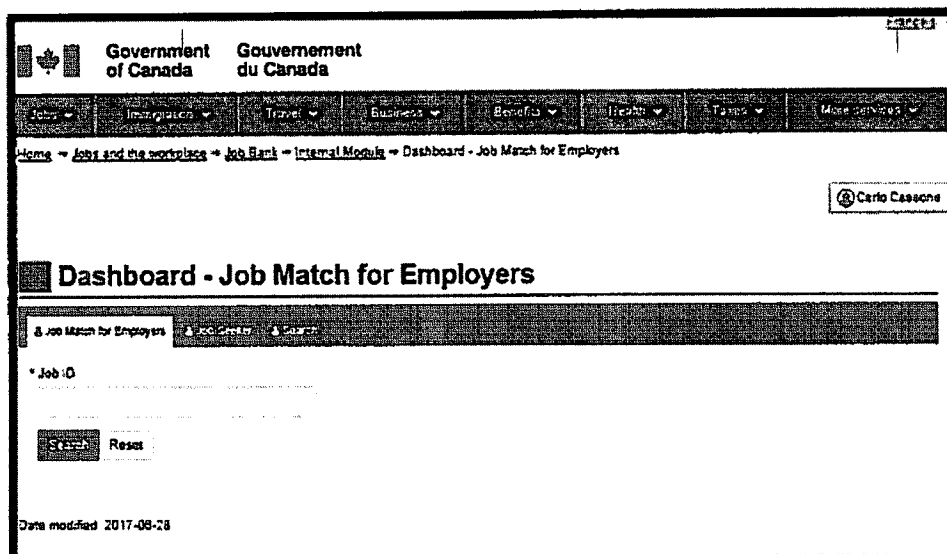 Français
Government Gouvernement
of Canada du Canada
Jobs Immigration Travel Business Benefits Health Taxes More services
Home → Jobs and the workplace → Job Bank → Internal Module → Dashboard - Job Match for Employers
Carlo Cassone
Dashboard - Job Match for Employers
Job Match for Employers Job Seeker Search
* Job ID
Search Reset
Date modified 2017-06-28